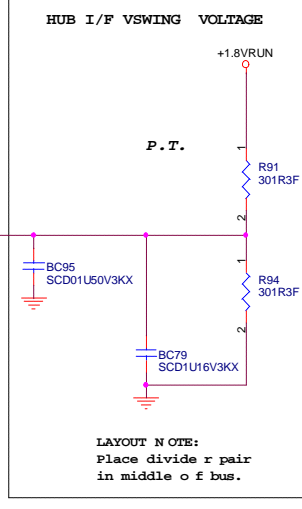 HUB I/F VSWING VOLTAGE
+1.8VRUN
P.T.
1
R91
301R3F
2
1
BC95
SCD01U50V3KX
R94
301R3F
2
BC79
SCD1U16V3KX
LAYOUT N OTE:
Place divide r pair
in middle o f bus.